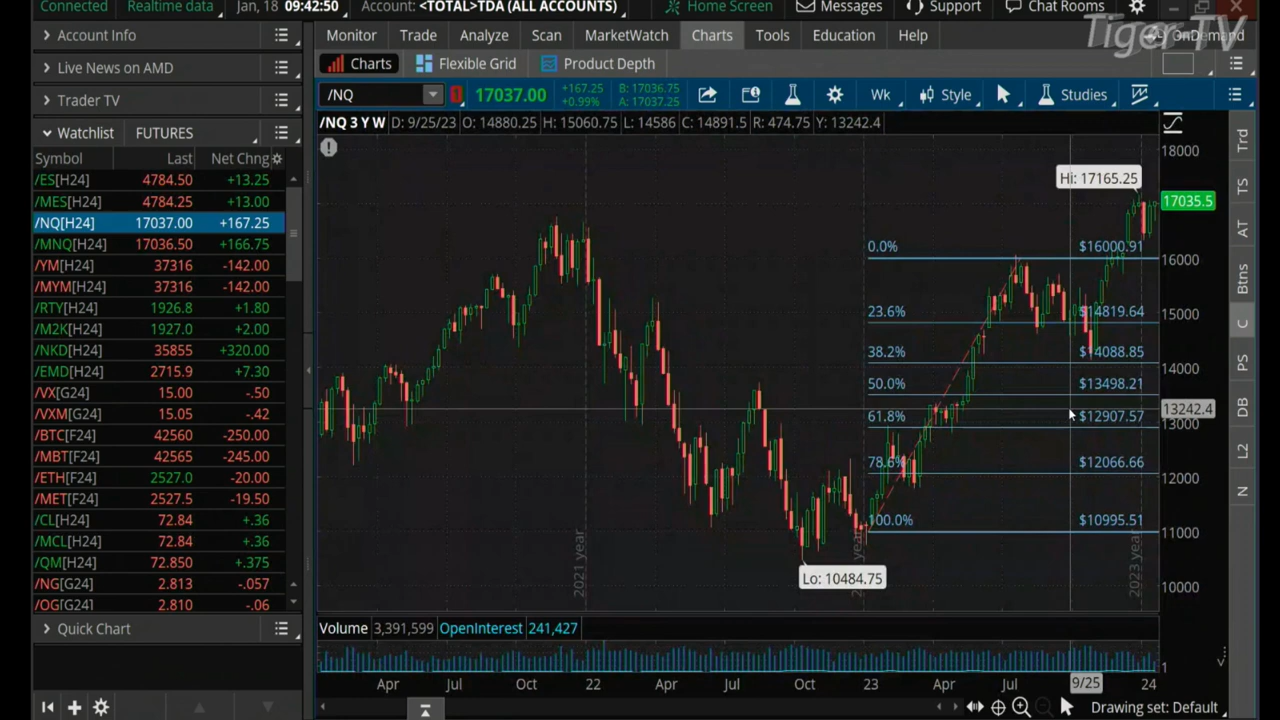 Connected Realtime data Jan, 18 09:42:50 Account: <TOTAL>TDA (ALL ACCOUNTS) Home Screen Messages Support Chat Rooms
Tiger TV
OnDemand
Account Info
Monitor Trade Analyze Scan MarketWatch Charts Tools Education Help
Live News on AMD
Charts Flexible Grid Product Depth
Trader TV
/NQ 17037.00 +167.25 B: 17036.75 Wk Style Studies
+0.99% A: 17037.25
Watchlist FUTURES
/NQ 3 Y W D: 9/25/23 O: 14880.25 H: 15060.75 L: 14586 C: 14891.5 R: 474.75 Y: 13242.4
Symbol Last Net Chng
/ES[H24] 4784.50 +13.25
/MES[H24] 4784.25 +13.00
/NQ[H24] 17037.00 +167.25
/MNQ[H24] 17036.50 +166.75
/YM[H24] 37316 -142.00
/MYM[H24] 37316 -142.00
/RTY[H24] 1926.8 +1.80
/M2K[H24] 1927.0 +2.00
/NKD[H24] 35855 +320.00
/EMD[H24] 2715.9 +7.30
/VX[G24] 15.00 -.50
/VXM[G24] 15.05 -.42
/BTC[F24] 42560 -250.00
/MBT[F24] 42565 -245.00
/ETH[F24] 2527.0 -20.00
/MET[F24] 2527.5 -19.50
/CL[H24] 72.84 +.36
/MCL[H24] 72.84 +.36
/QM[H24] 72.850 +.375
/NG[G24] 2.813 -.057
/QG[G24] 2.810 -.06
Quick Chart
Hi: 17165.25
Lo: 10484.75
0.0% $16000.91
23.6% $14819.64
38.2% $14088.85
50.0% $13498.21
61.8% $12907.57
78.6% $12066.66
100.0% $10995.51
2021 year
2023 year
18000
17035.5
16000
15000
14000
13242.4
13000
12000
11000
10000
Volume 3,391,599 OpenInterest 241,427
1
Apr Jul Oct 22 Apr Jul Oct 23 Apr Jul 9/25 24
Drawing set: Default
Trd
TS
AT
Btns
C
PS
DB
L2
N